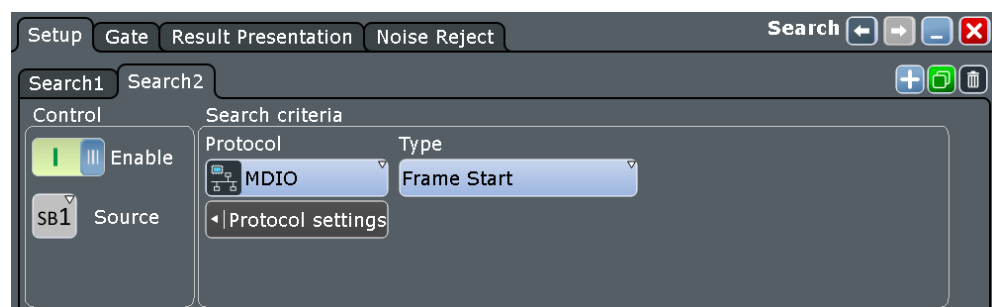 Setup Gate Result Presentation Noise Reject Search
Search1 Search2
Control Search criteria
Protocol Type
Enable
MDIO Frame Start
SB1 Source Protocol settings